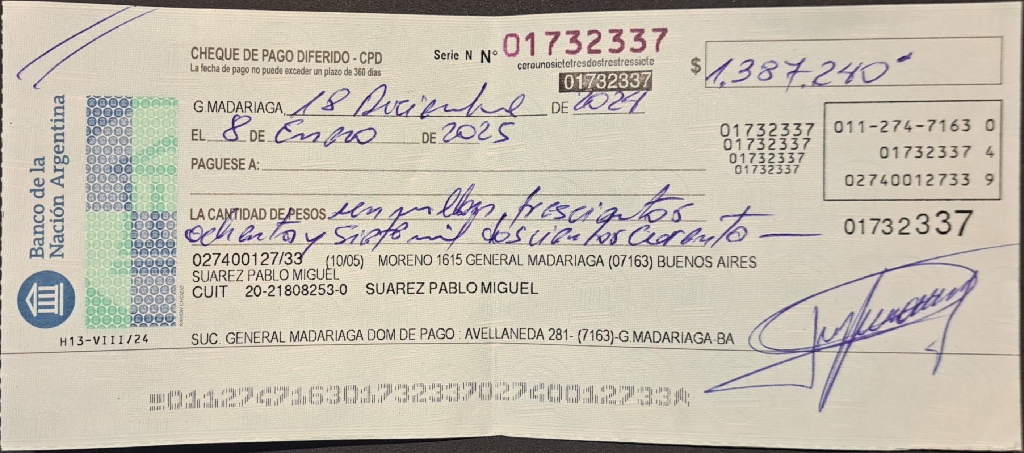 CHEQUE DE PAGO DIFERIDO - CPD
La fecha de pago no puede exceder un plazo de 360 días
Serie N Nº 01732337
cerounosietetresdostrestressiete
01732337
$ 1.387.240
G.MADARIAGA, 18 Diciembre DE 2024
EL 8 DE Enero DE 2025
PAGUESE A:
01732337
01732337
01732337
01732337
011-274-7163 0
01732337 4
02740012733 9
LA CANTIDAD DE PESOS un millon trescientos
ochenta y siete mil doscientos cuarenta —
01732337
027400127/33 (10/05) MORENO 1615 GENERAL MADARIAGA (07163) BUENOS AIRES
SUAREZ PABLO MIGUEL
CUIT 20-21808253-0 SUAREZ PABLO MIGUEL
SUC. GENERAL MADARIAGA DOM DE PAGO : AVELLANEDA 281- (7163)-G.MADARIAGA-BA
Banco de la
Nación Argentina
H13-VIII/24
01127471630173233702740012733